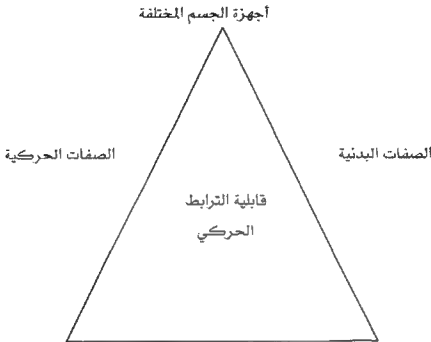 أجهزة الجسم المختلفة
الصفات البدنية
الصفات الحركية
قابلية الترابط
الحركي